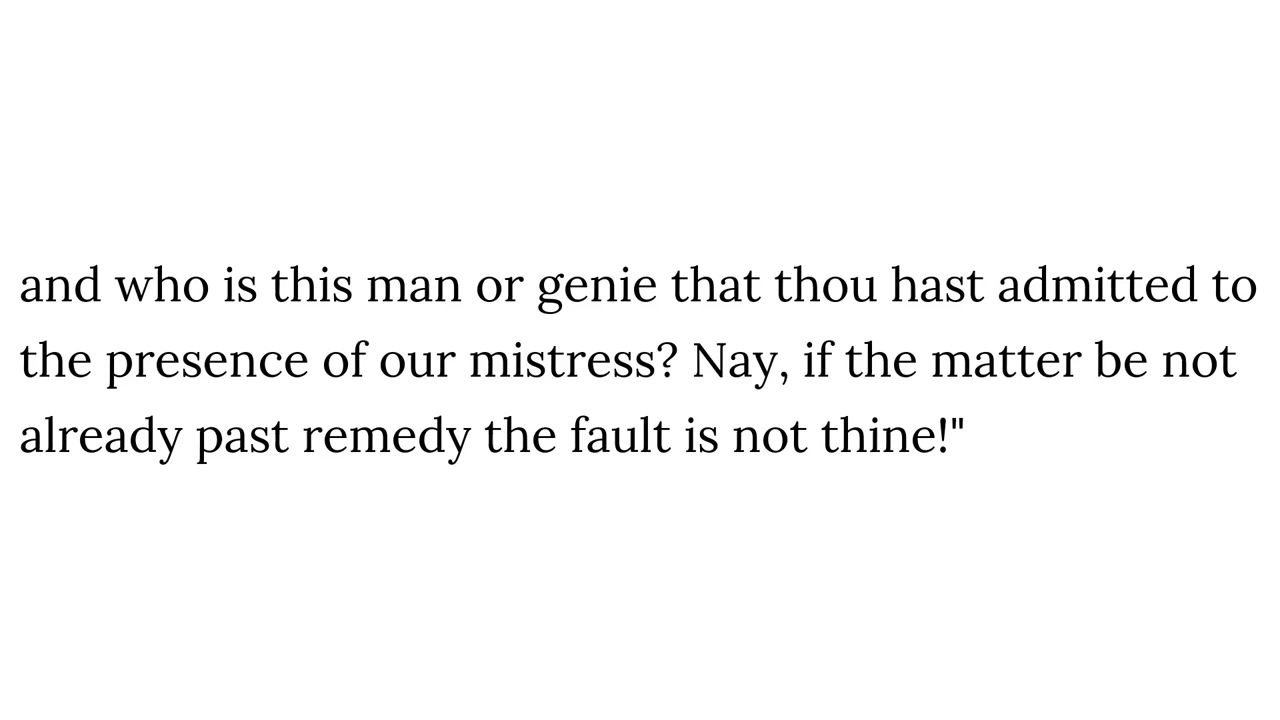 and who is this man or genie that thou hast admitted to
the presence of our mistress? Nay, if the matter be not
already past remedy the fault is not thine!"